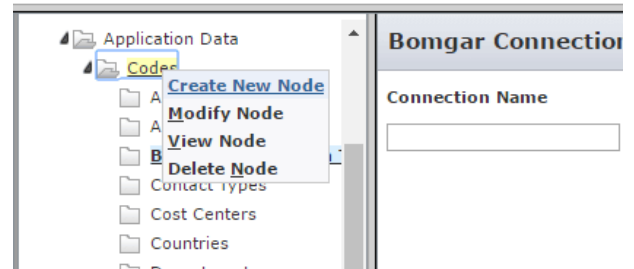 Application Data
Codes
Create New Node
Modify Node
View Node
Delete Node
A
A
B
Contact Types
Cost Centers
Countries
Bomgar Connection
Connection Name